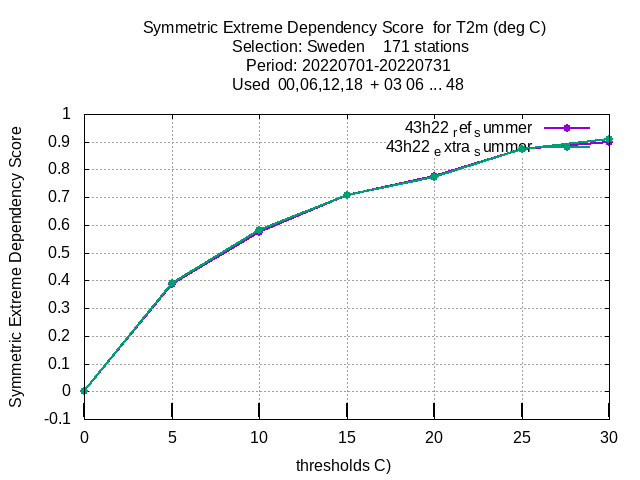 Symmetric Extreme Dependency Score for T2m (deg C)
Selection: Sweden 171 stations
Period: 20220701-20220731
Used 00,06,12,18 + 03 06 ... 48
Symmetric Extreme Dependency Score
1
0.9
0.8
0.7
0.6
0.5
0.4
0.3
0.2
0.1
0
-0.1
43h22 ref summer
43h22 extra summer
0 5 10 15 20 25 30
thresholds C)